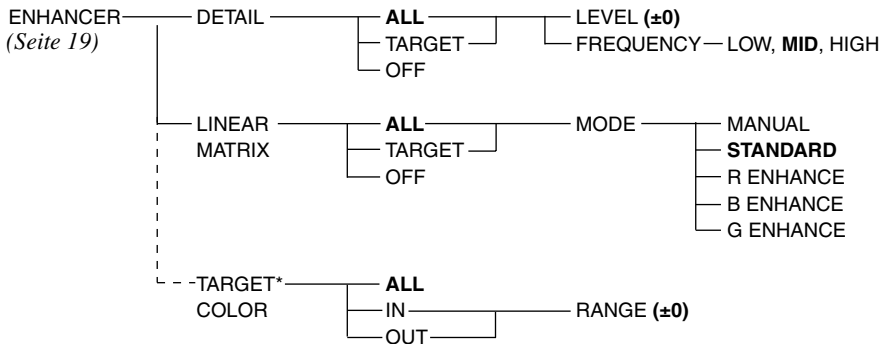 ENHANCER DETAIL ALL LEVEL (±0)
(Seite 19) TARGET FREQUENCY LOW, MID, HIGH
OFF
LINEAR ALL MODE MANUAL
MATRIX TARGET STANDARD
OFF R ENHANCE
B ENHANCE
G ENHANCE
TARGET* ALL
COLOR IN RANGE (±0)
OUT